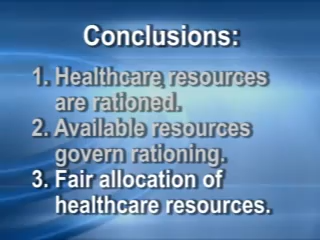 Conclusions:
1. Healthcare resources
are rationed.
2. Available resources
govern rationing.
3. Fair allocation of
healthcare resources.